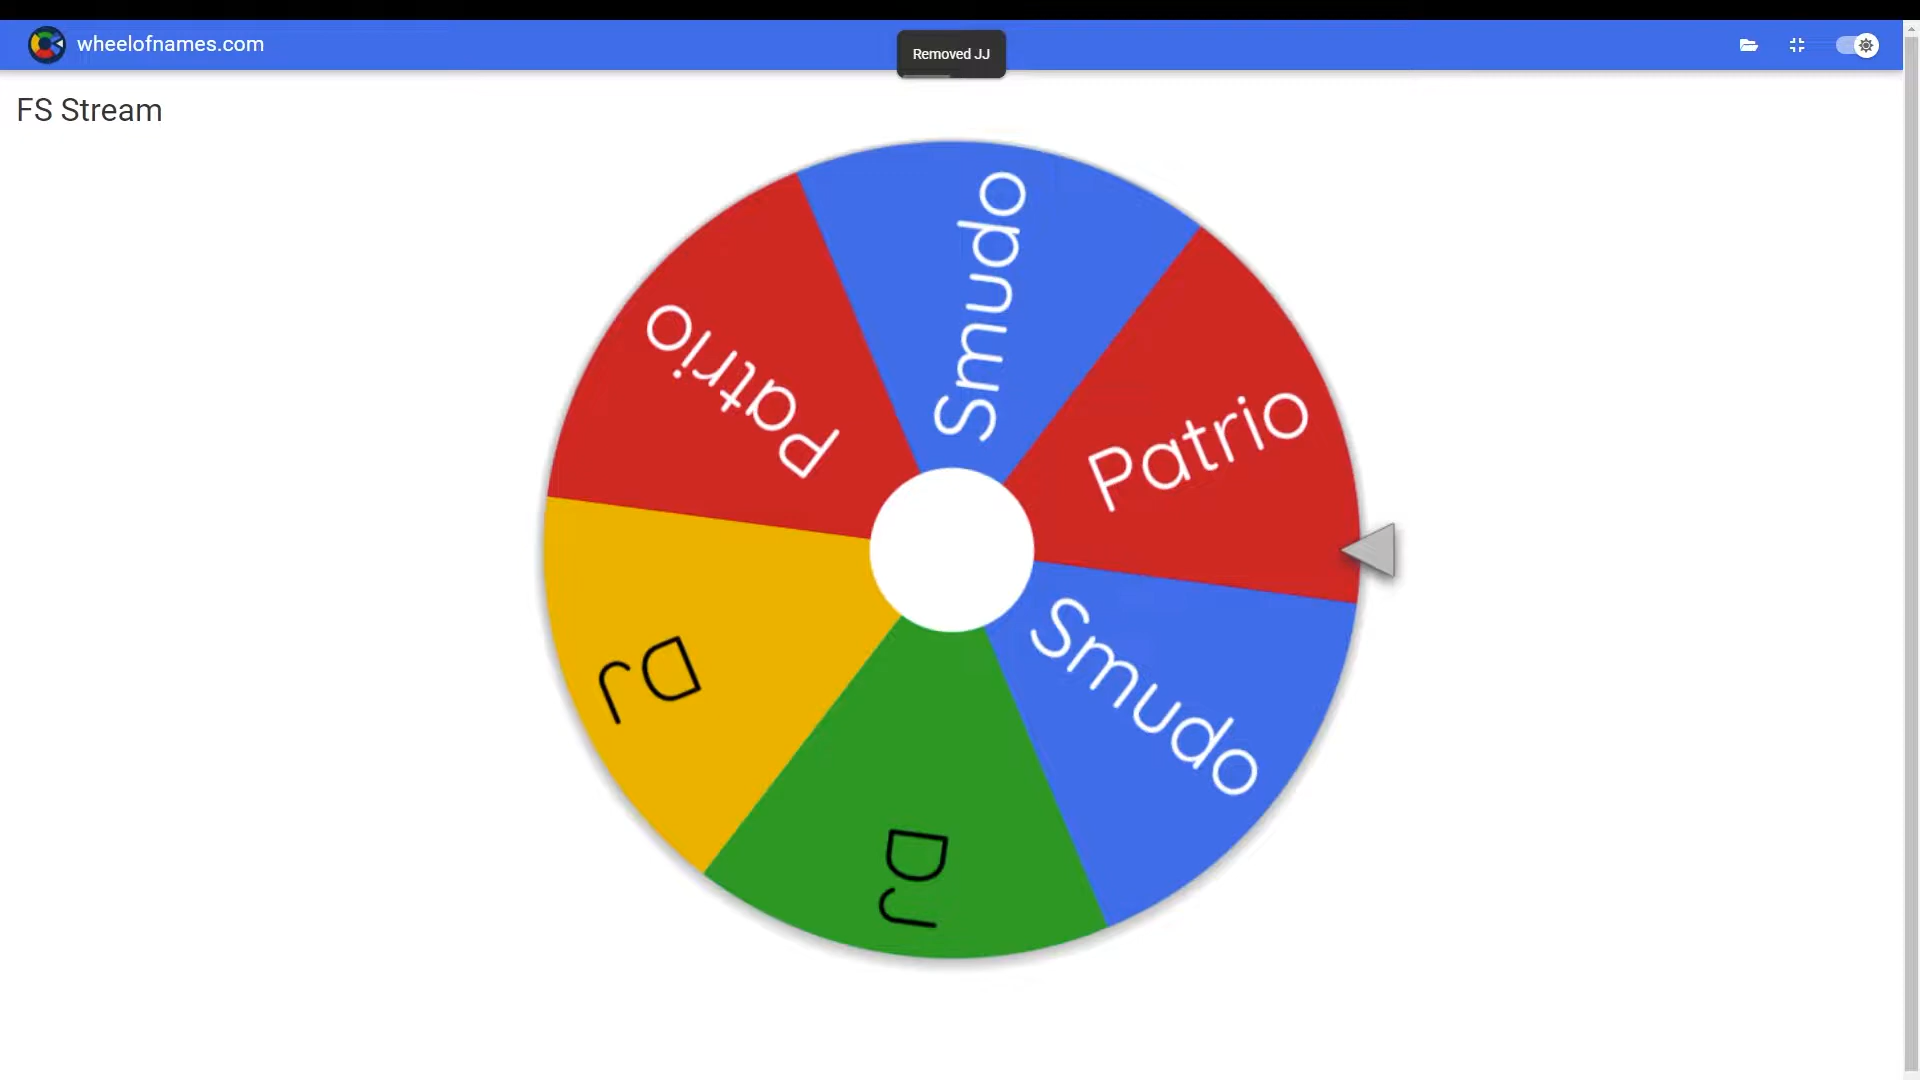 wheelofnames.com
Removed JJ
FS Stream
Smudo
Patrio
Patrio
Smudo
DJ
DJ